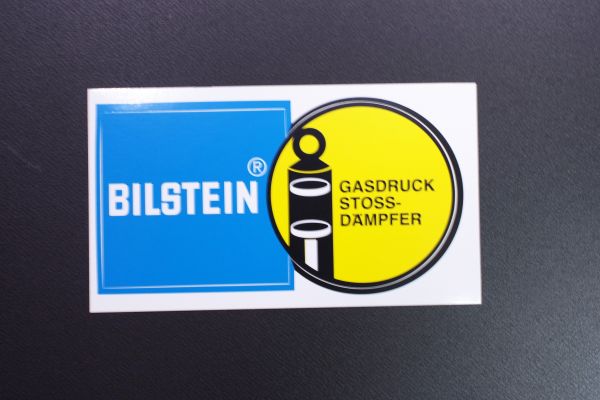 BILSTEIN®
GASDRUCK
STOSS-
DÄMPFER